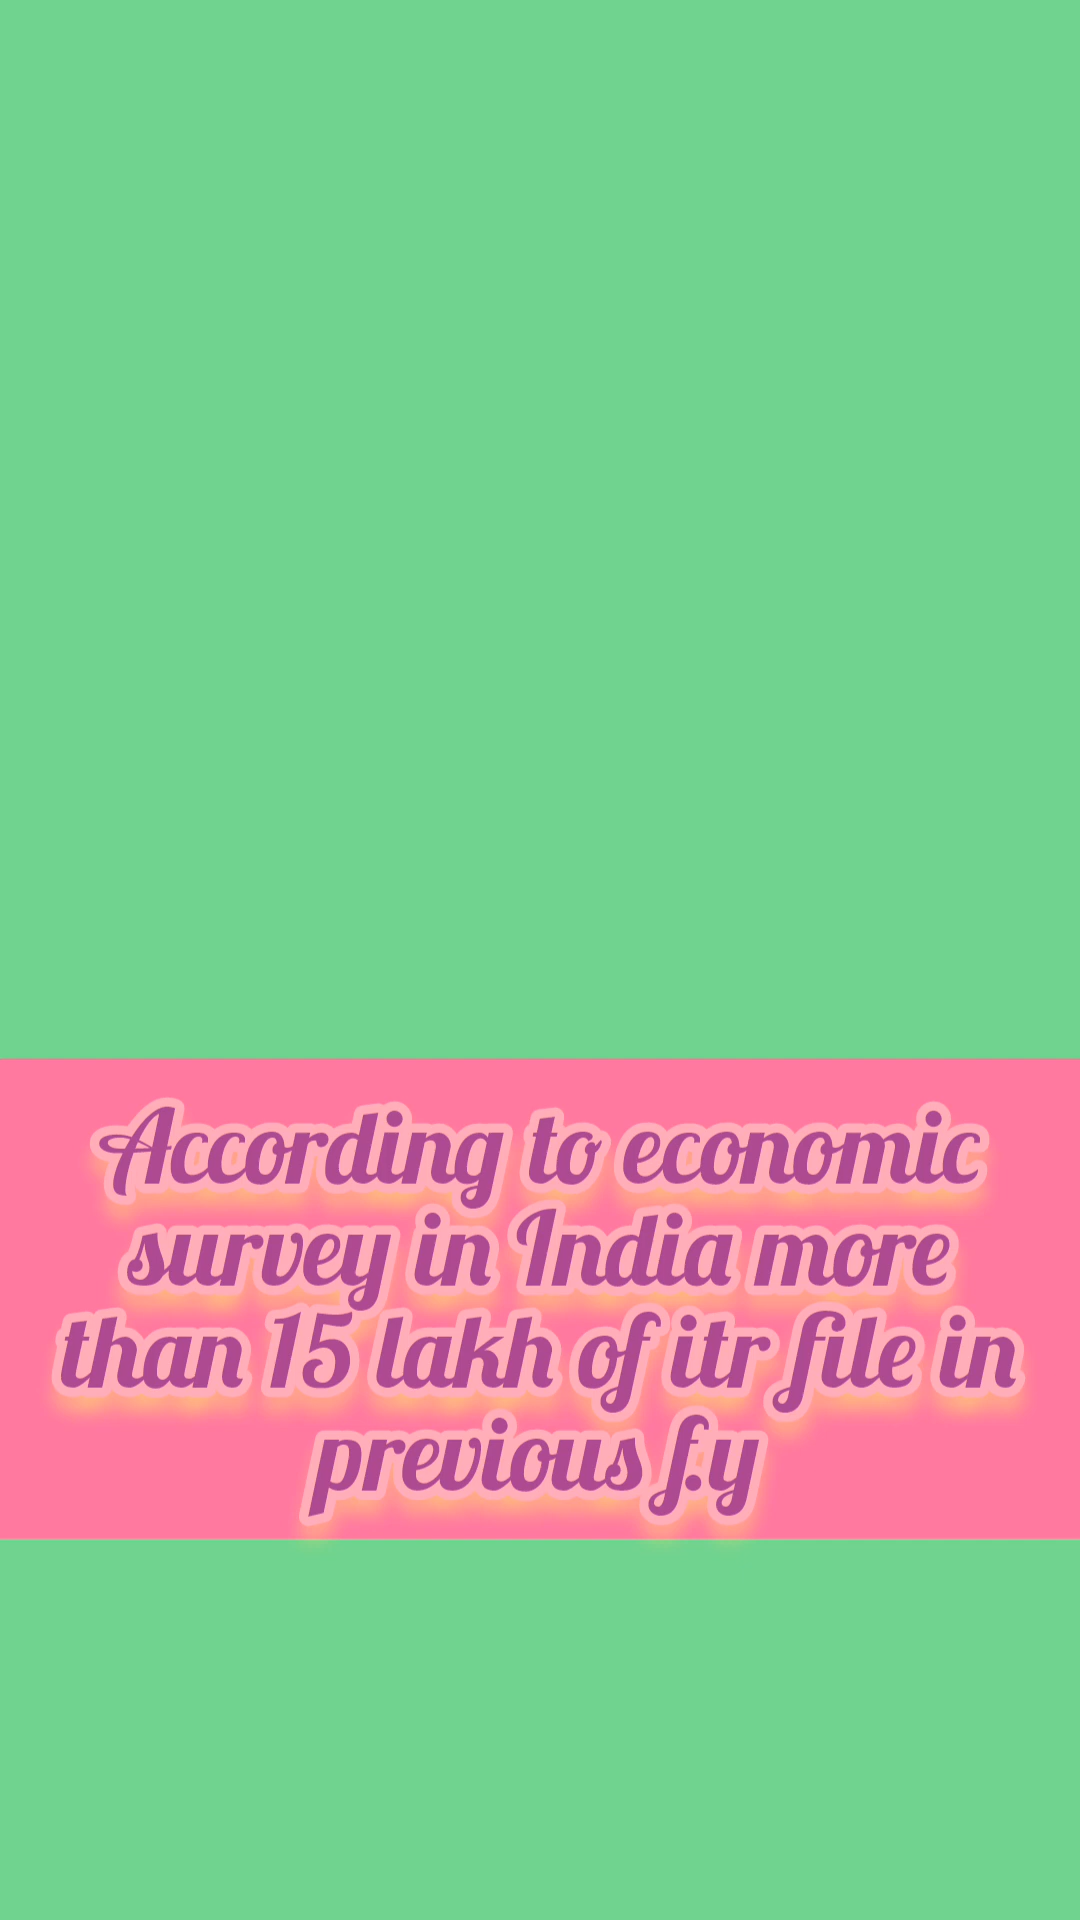 According to economic
survey in India more
than 15 lakh of itr file in
previous f.y